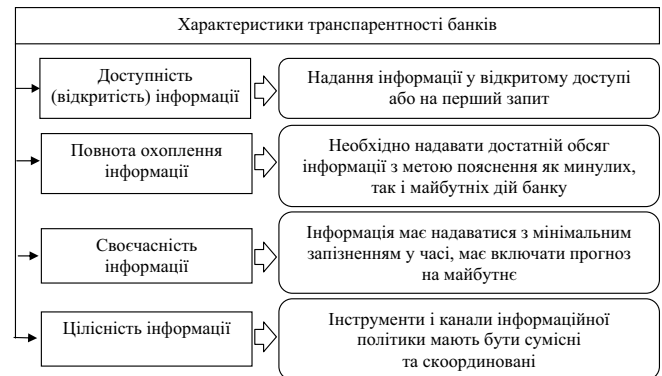 Характеристики транспарентності банків
Доступність
(відкритість) інформації
Надання інформації у відкритому доступі
або на перший запит
Повнота охоплення
інформації
Необхідно надавати достатній обсяг
інформації з метою пояснення як минулих,
так і майбутніх дій банку
Своєчасність
інформації
Інформація має надаватися з мінімальним
запізненням у часі, має включати прогноз
на майбутнє
Цілісність інформації
Інструменти і канали інформаційної
політики мають бути сумісні
та скоординовані